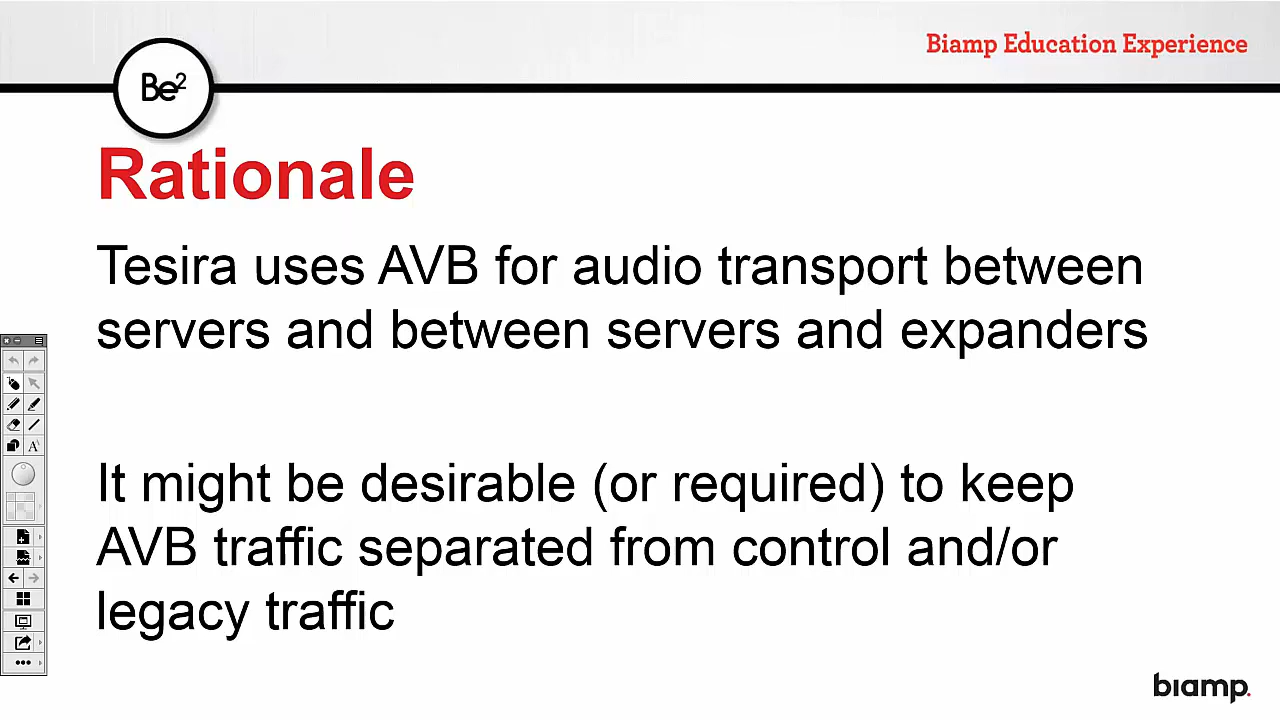 Biamp Education Experience
Be²
Rationale
Tesira uses AVB for audio transport between
servers and between servers and expanders
It might be desirable (or required) to keep
AVB traffic separated from control and/or
legacy traffic
A
biamp.